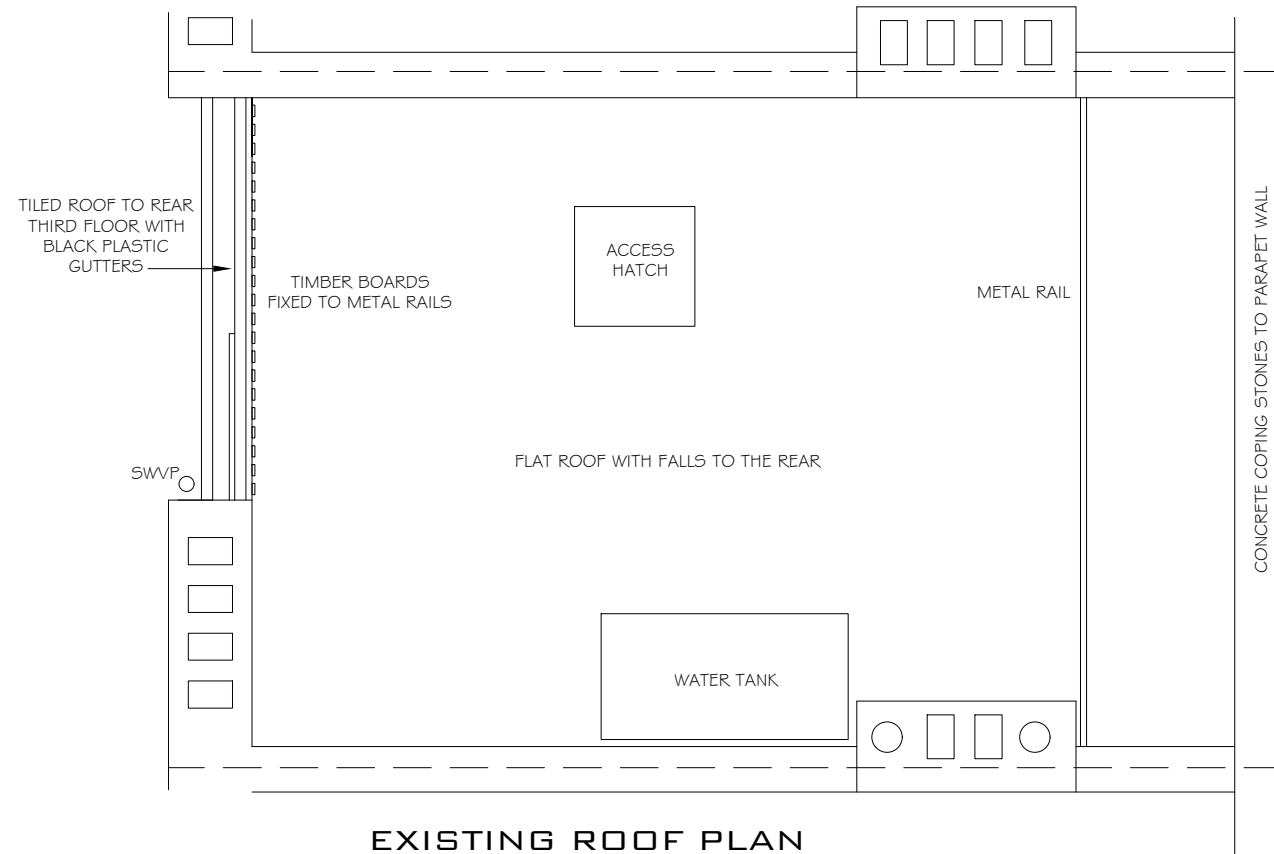 TILED ROOF TO REAR
THIRD FLOOR WITH
BLACK PLASTIC
GUTTERS
TIMBER BOARDS
FIXED TO METAL RAILS
ACCESS
HATCH
METAL RAIL
CONCRETE COPING STONES TO PARAPET WALL
SWVP
FLAT ROOF WITH FALLS TO THE REAR
WATER TANK
EXISTING ROOF PLAN